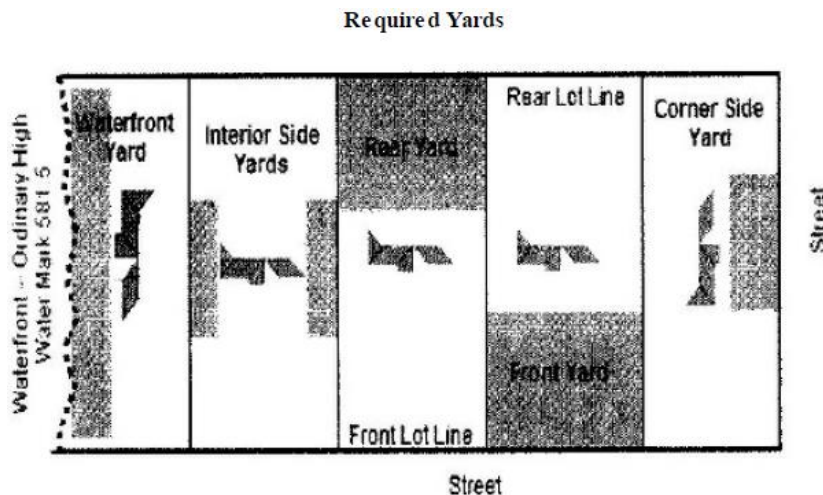 Required Yards
Waterfront
Yard
Interior Side
Yards
Rear Yard
Rear Lot Line
Corner Side
Yard
Waterfront - Ordinary High
Water Mark 581.5
Street
Front Yard
Front Lot Line
Street